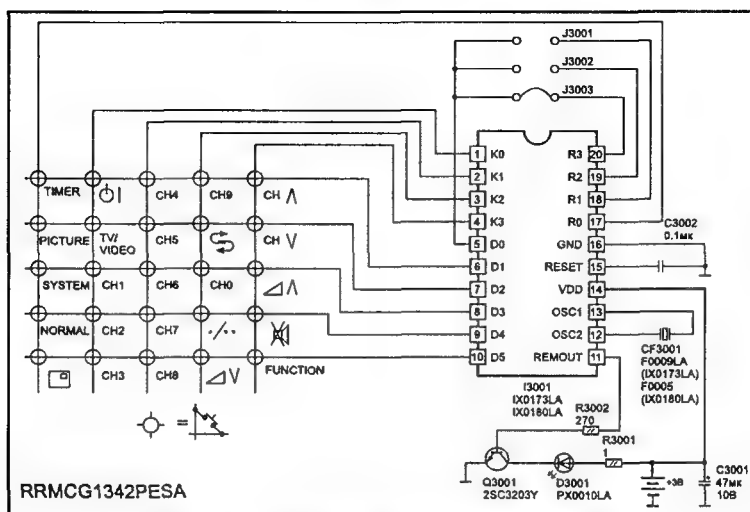 J3001
J3002
J3003
1 K0 R3 20
2 K1 R2 19
3 K2 R1 18
4 K3 R0 17
5 D0 GND 16
6 D1 RESET 15
7 D2 VDD 14
8 D3 OSC1 13
9 D4 OSC2 12
10 D5 REMOUT 11
C3002
0.1мк
TIMER CH4 CH9 CH
PICTURE TV/VIDEO CH5 CH
SYSTEM CH1 CH6 CH0
NORMAL CH2 CH7 -/--
CH3 CH8 FUNCTION
I3001
IX0173LA
IX0180LA
CF3001
F0009LA
(IX0173LA)
F0005
(IX0180LA)
R3002
270
R3001
1
Q3001
2SC3203Y
D3001
PX0010LA
+3В
C3001
47мк
10В
RRMCG1342PESA